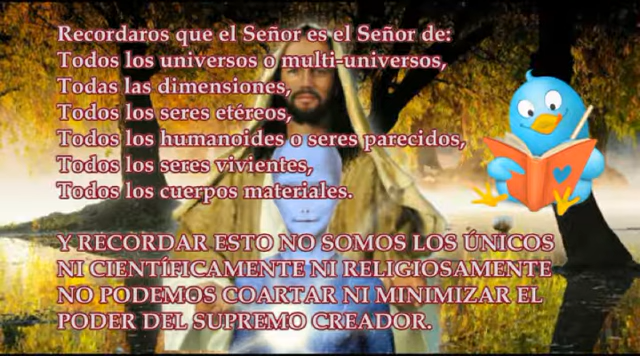 Recordaros que el Señor es el Señor de:
Todos los universos o multi-universos,
Todas las dimensiones,
Todos los seres etéreos,
Todos los humanoides o seres parecidos,
Todos los seres vivientes,
Todos los cuerpos materiales.
Y RECORDAR ESTO NO SOMOS LOS ÚNICOS
NI CIENTÍFICAMENTE NI RELIGIOSAMENTE
NO PODEMOS COARTAR NI MINIMIZAR EL
PODER DEL SUPREMO CREADOR.